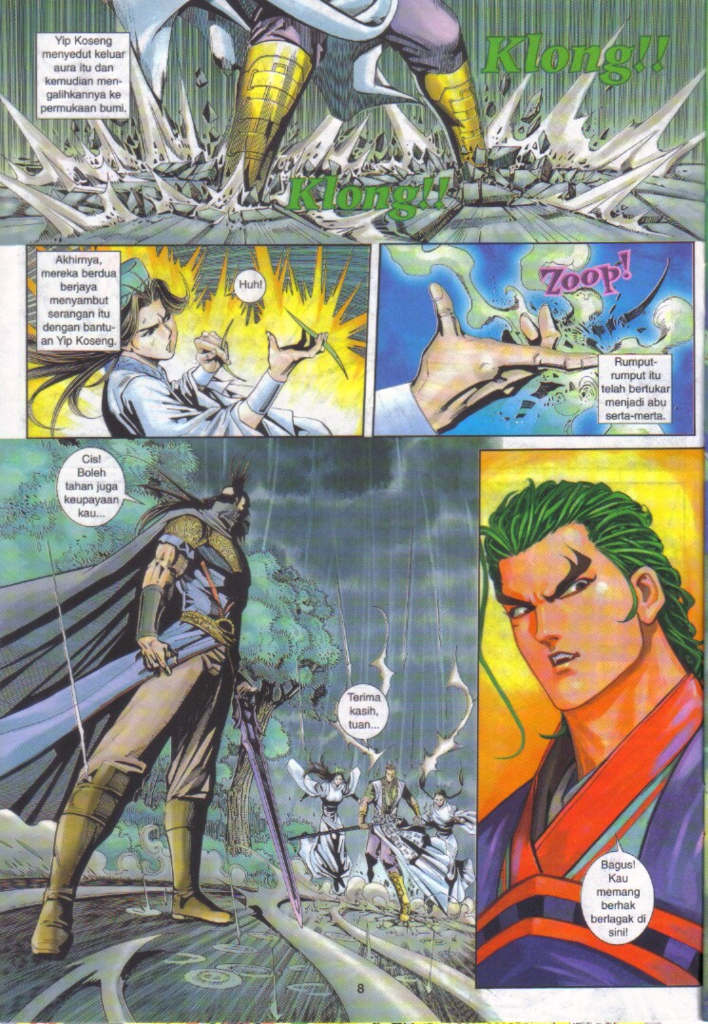 Yip Koseng
menyedut keluar
aura itu dan
kemudian men-
galihkannya ke
permukaan bumi.
Klong!!
Klong!!
Akhirnya,
mereka berdua
berjaya
menyambut
serangan itu
dengan bantu-
an Yip Koseng.
Huh!
Zoop!
Rumput-
rumput itu
telah bertukar
menjadi abu
serta-merta.
Cis!
Boleh
tahan juga
keupayaan
kau...
Terima
kasih,
tuan...
Bagus!
Kau
memang
berhak
berlagak di
sini!
8